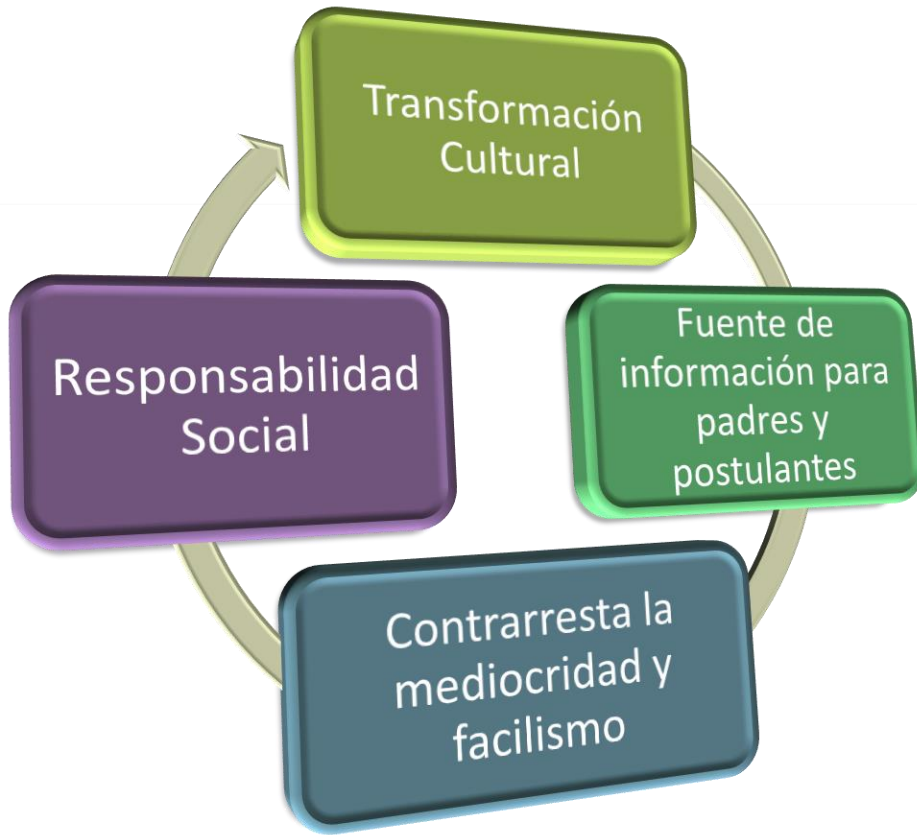 Transformación
Cultural
Fuente de
información para
padres y
postulantes
Contrarresta la
mediocridad y
facilismo
Responsabilidad
Social